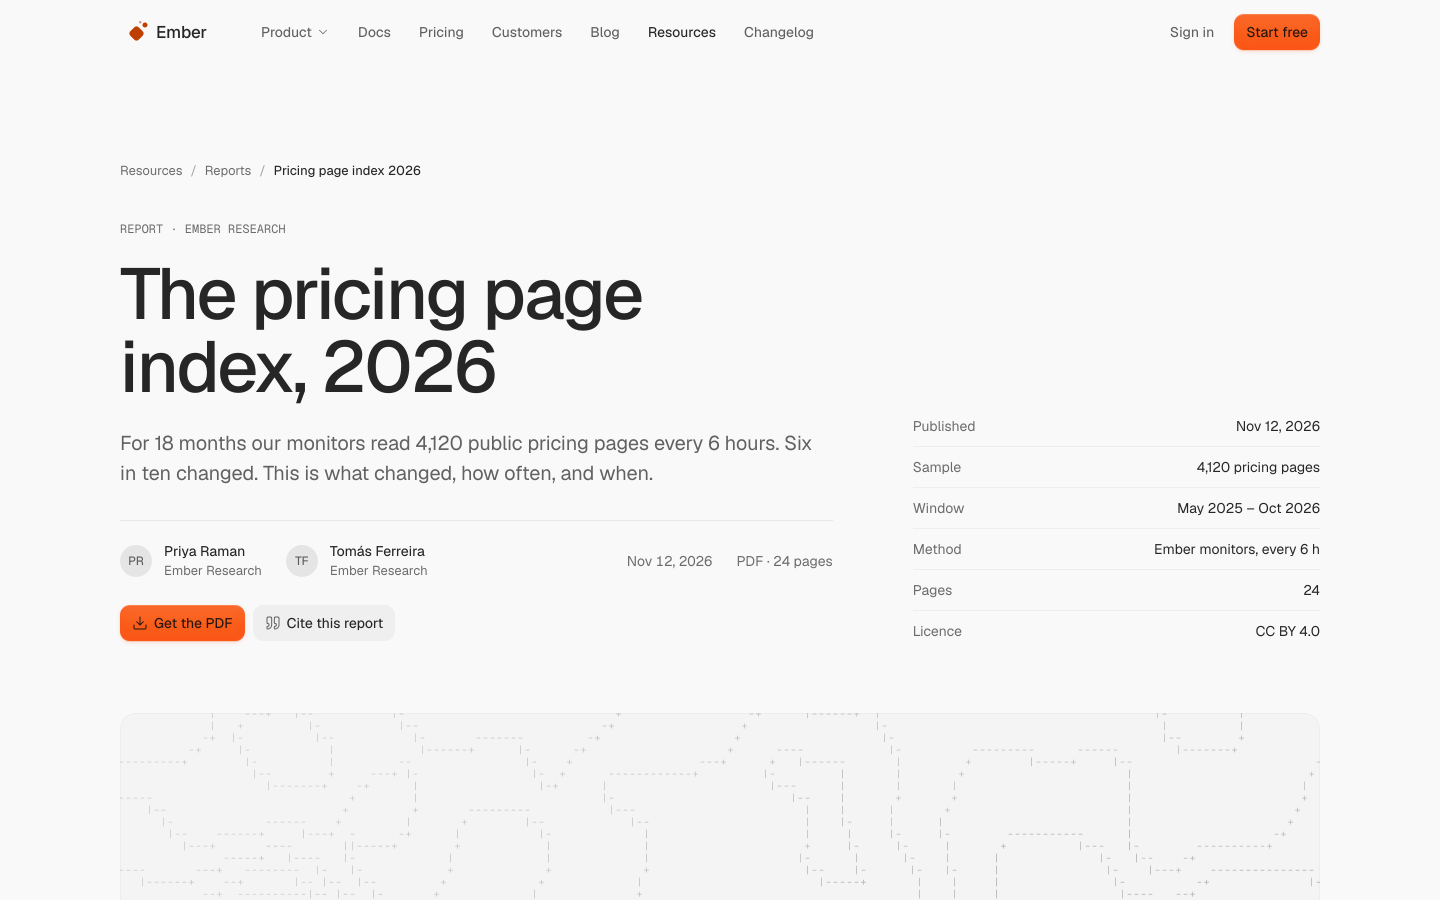 Ember
Product
Docs
Pricing
Customers
Blog
Resources
Changelog
Sign in
Start free
Resources / Reports / Pricing page index 2026
REPORT · EMBER RESEARCH
The pricing page
index, 2026
For 18 months our monitors read 4,120 public pricing pages every 6 hours. Six
in ten changed. This is what changed, how often, and when.
PR
Priya Raman
Ember Research
TF
Tomás Ferreira
Ember Research
Nov 12, 2026
PDF · 24 pages
Get the PDF
Cite this report
Published Nov 12, 2026
Sample 4,120 pricing pages
Window May 2025 – Oct 2026
Method Ember monitors, every 6 h
Pages 24
Licence CC BY 4.0